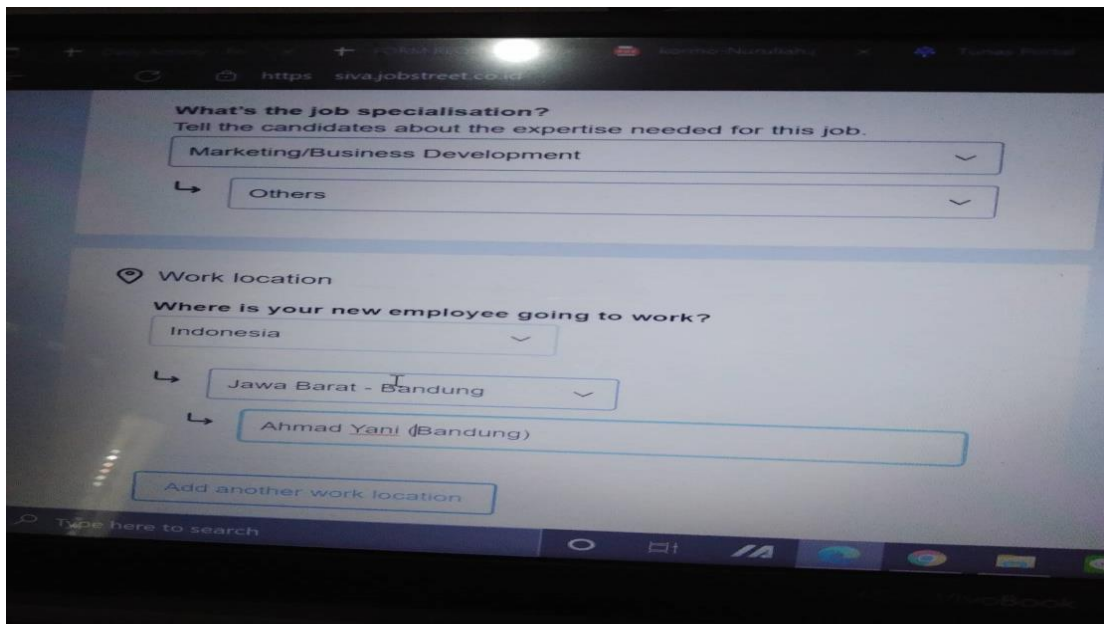 https siva.jobstreet.co.id
What's the job specialisation?
Tell the candidates about the expertise needed for this job.
Marketing/Business Development
Others
Work location
Where is your new employee going to work?
Indonesia
Jawa Barat - Bandung
Ahmad Yani (Bandung)
Add another work location
Type here to search
VivoBook